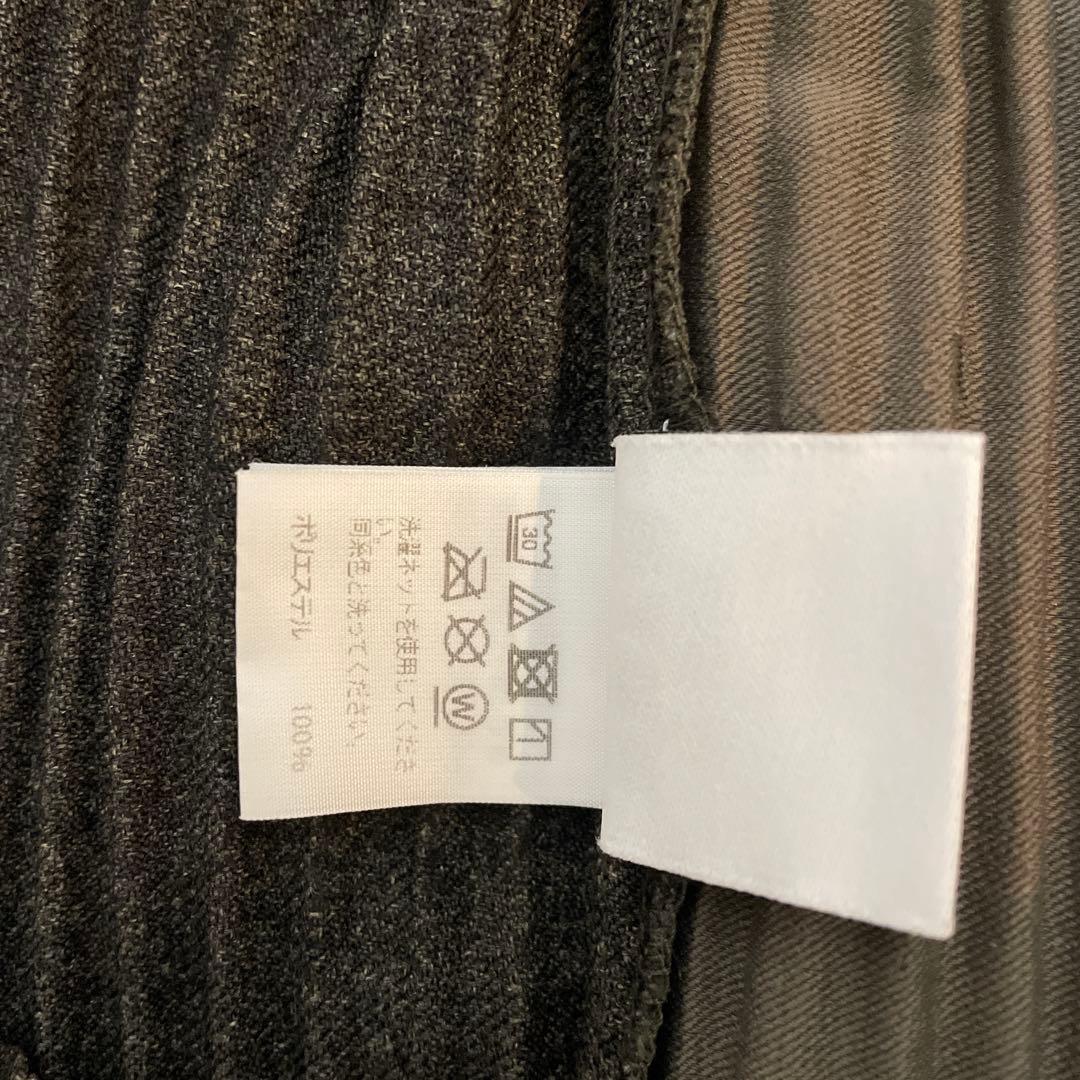 30
W
洗濯ネットを使用してくださ
い。
同系色と洗ってください。
ポリエステル 100%